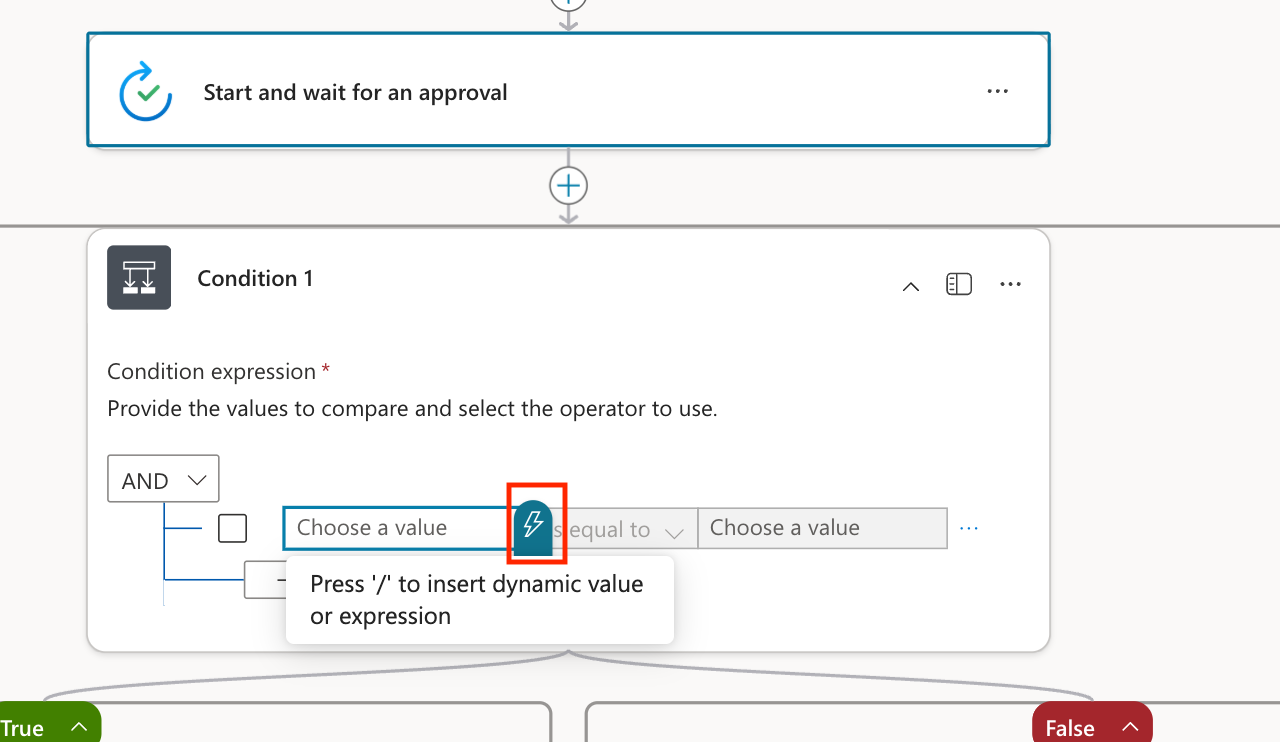 Start and wait for an approval
Condition 1
Condition expression *
Provide the values to compare and select the operator to use.
AND
Choose a value
s equal to
Choose a value
Press '/' to insert dynamic value
or expression
True
False